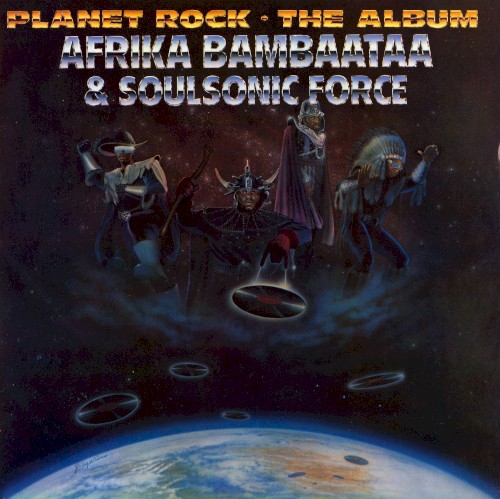 PLANET ROCK • THE ALBUM
AFRIKA BAMBAATAA
& SOULSONIC FORCE